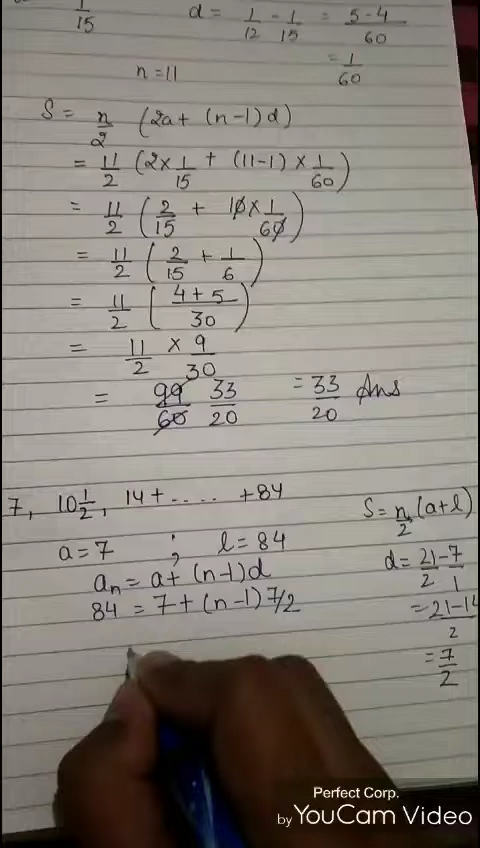 1/15
d = 1/12 - 1/15 = 5-4/60
= 1/60
n = 11
S = n/2 (2a + (n-1)d)
= 11/2 (2×1/15 + (11-1) × 1/60)
= 11/2 (2/15 + 10×1/60)
= 11/2 (2/15 + 1/6)
= 11/2 (4+5/30)
= 11/2 × 9/30
= 99/60 33/20 = 33/20 Ans
7, 10 1/2, 14 + ..... + 84
a = 7 ; l = 84
an = a + (n-1)d
84 = 7 + (n-1) 7/2
S = n/2 (a+l)
d = 21/2 - 7/1
= 21-14/2
= 7/2
Perfect Corp.
by YouCam Video